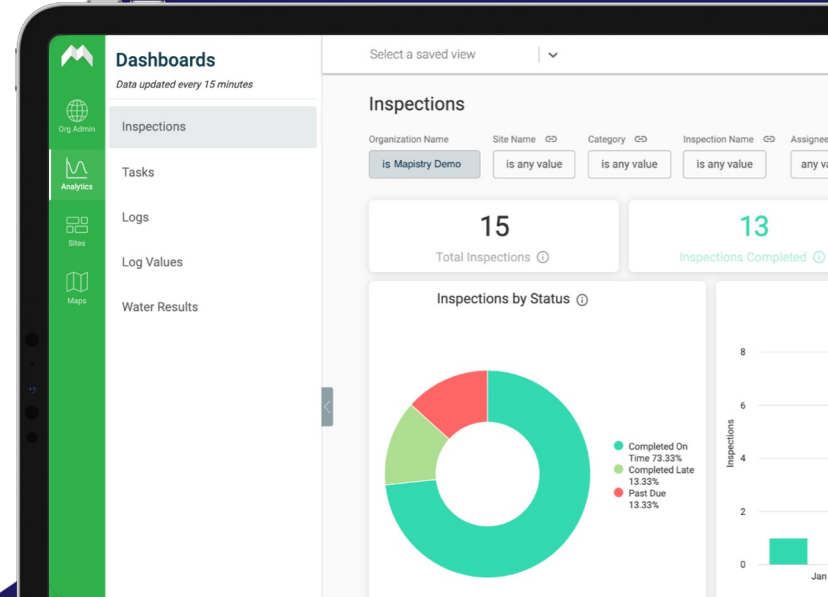 Dashboards
Data updated every 15 minutes
Org Admin
Analytics
Sites
Maps
Inspections
Tasks
Logs
Log Values
Water Results
Select a saved view
Inspections
Organization Name
is Mapistry Demo
Site Name
is any value
Category
is any value
Inspection Name
is any value
Assignee
any va
15
Total Inspections
13
Inspections Completed
Inspections by Status
Completed On
Time 73.33%
Completed Late
13.33%
Past Due
13.33%
Inspections
8
6
4
2
0
Jan